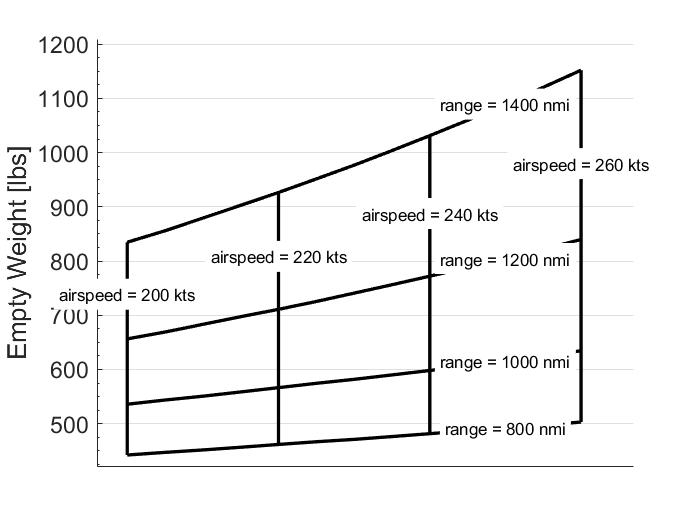 1200
1100
range = 1400 nmi
1000
airspeed = 260 kts
900
airspeed = 240 kts
800
airspeed = 220 kts
range = 1200 nmi
airspeed = 200 kts
700
600
range = 1000 nmi
500
range = 800 nmi
Empty Weight [lbs]